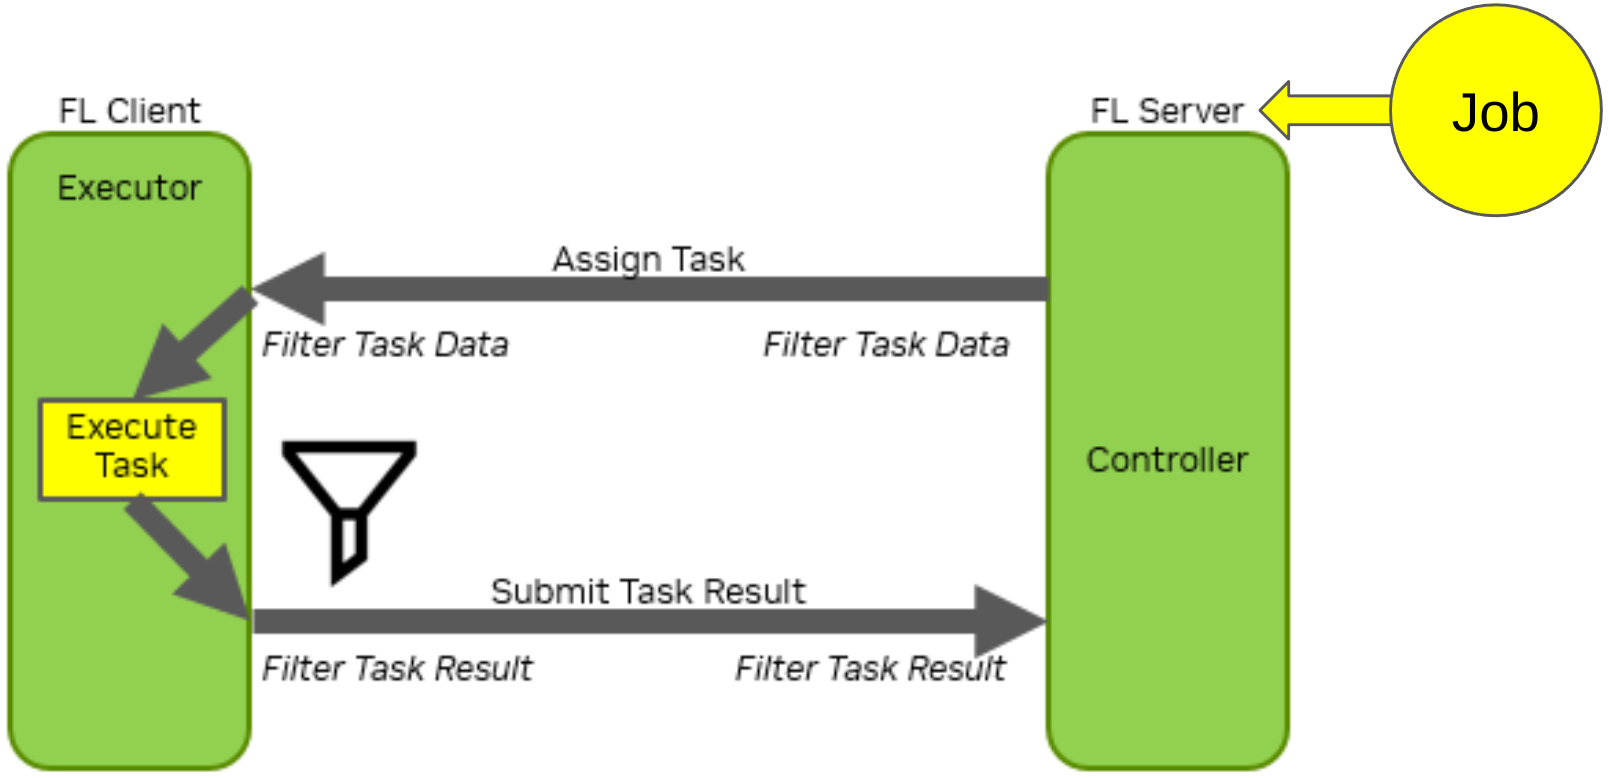 FL Client
FL Server
Job
Executor
Assign Task
Filter Task Data
Filter Task Data
Execute
Task
Controller
Submit Task Result
Filter Task Result
Filter Task Result